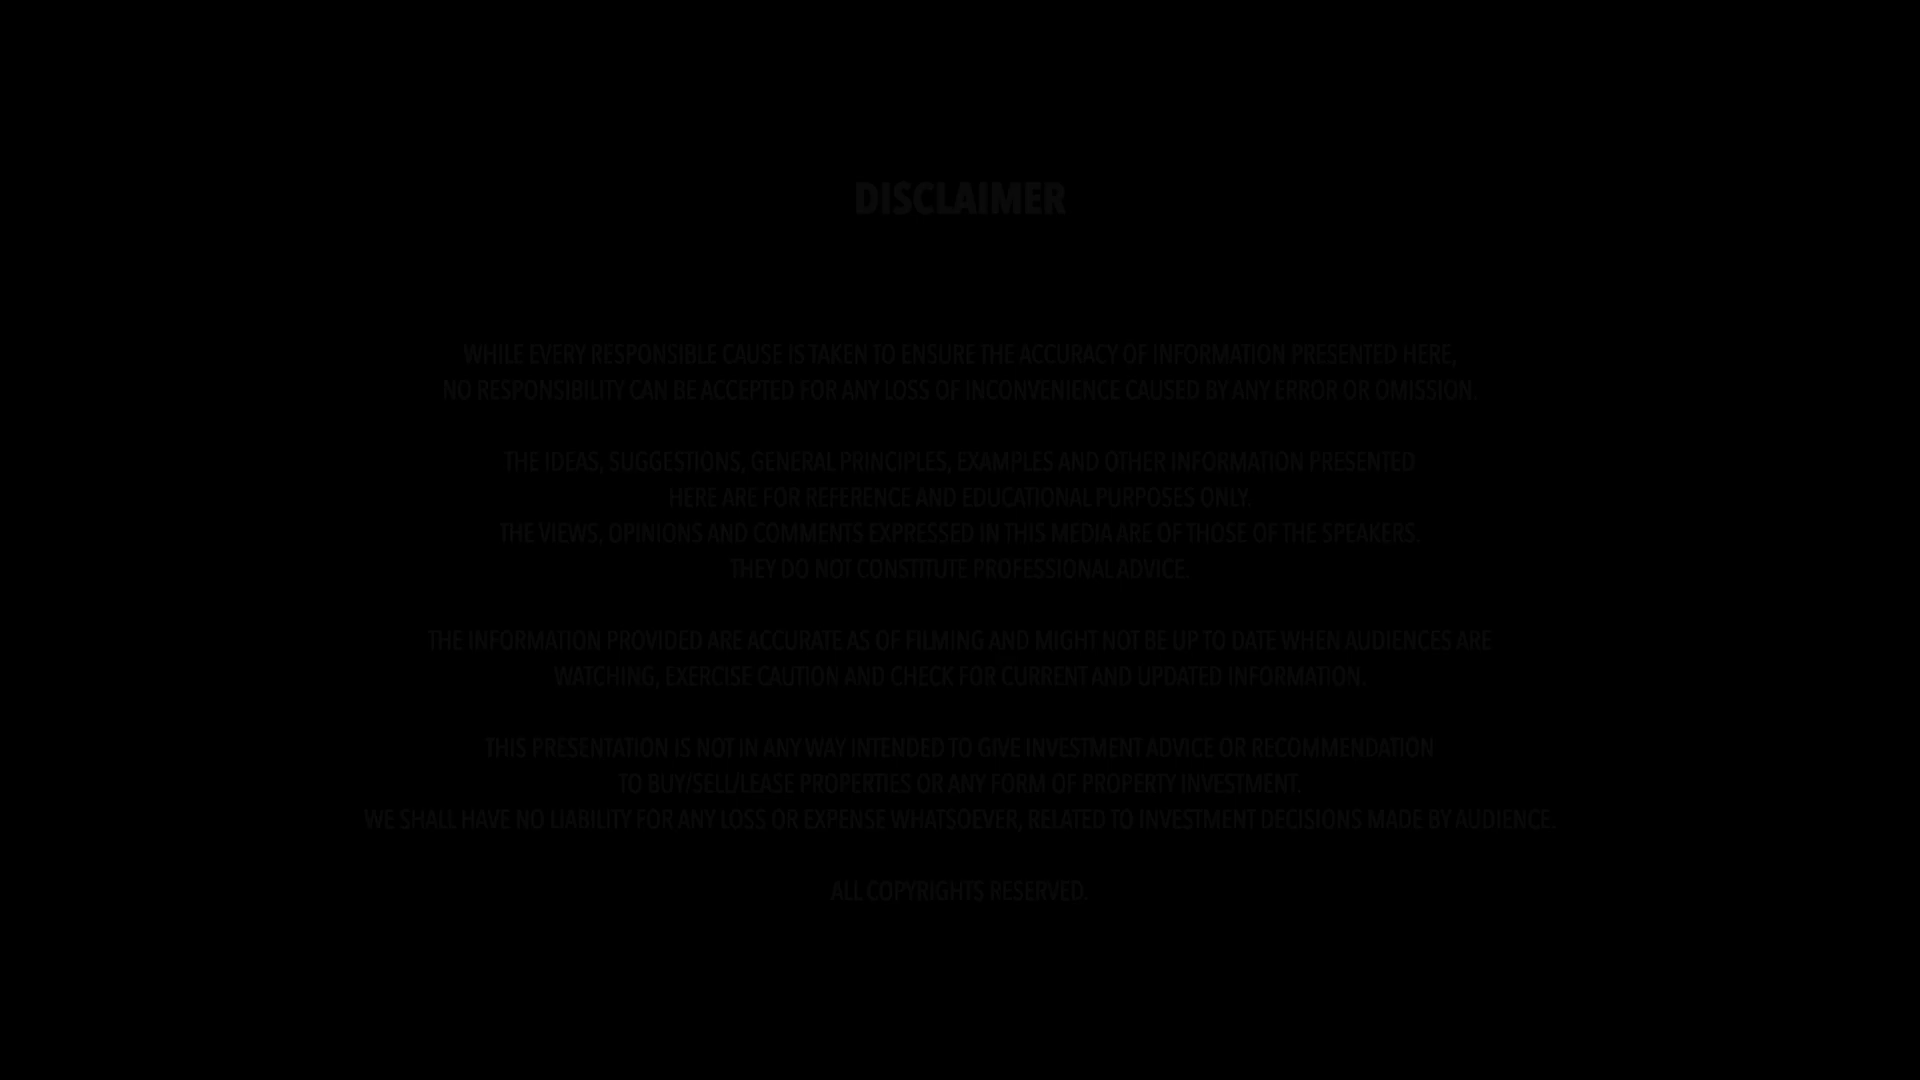 DISCLAIMER
WHILE EVERY RESPONSIBLE CAUSE IS TAKEN TO ENSURE THE ACCURACY OF INFORMATION PRESENTED HERE,
NO RESPONSIBILITY CAN BE ACCEPTED FOR ANY LOSS OF INCONVENIENCE CAUSED BY ANY ERROR OR OMISSION.
THE IDEAS, SUGGESTIONS, GENERAL PRINCIPLES, EXAMPLES AND OTHER INFORMATION PRESENTED
HERE ARE FOR REFERENCE AND EDUCATIONAL PURPOSES ONLY.
THE VIEWS, OPINIONS AND COMMENTS EXPRESSED IN THIS MEDIA ARE OF THOSE OF THE SPEAKERS.
THEY DO NOT CONSTITUTE PROFESSIONAL ADVICE.
THE INFORMATION PROVIDED ARE ACCURATE AS OF FILMING AND MIGHT NOT BE UP TO DATE WHEN AUDIENCES ARE
WATCHING, EXERCISE CAUTION AND CHECK FOR CURRENT AND UPDATED INFORMATION.
THIS PRESENTATION IS NOT IN ANY WAY INTENDED TO GIVE INVESTMENT ADVICE OR RECOMMENDATION
TO BUY/SELL/LEASE PROPERTIES OR ANY FORM OF PROPERTY INVESTMENT.
WE SHALL HAVE NO LIABILITY FOR ANY LOSS OR EXPENSE WHATSOEVER, RELATED TO INVESTMENT DECISIONS MADE BY AUDIENCE.
ALL COPYRIGHTS RESERVED.